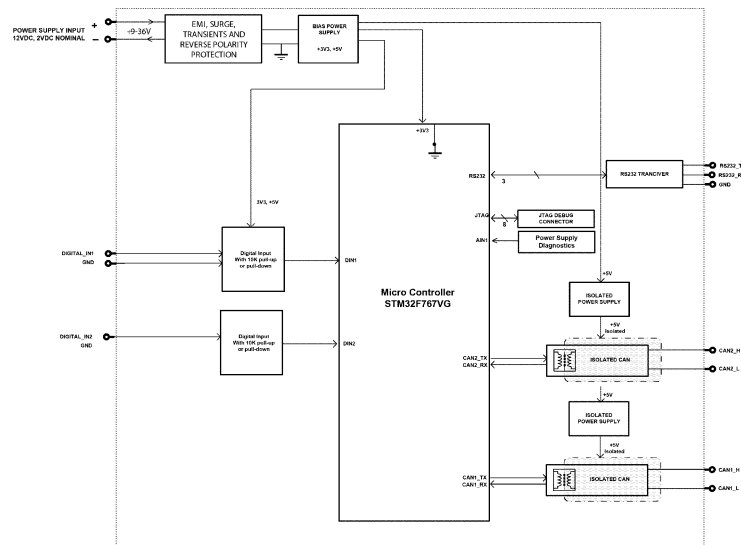 POWER SUPPLY INPUT
12VDC, 2VDC NOMINAL
+
–
+9-36V
EMI, SURGE,
TRANSIENTS AND
REVERSE POLARITY
PROTECTION
BIAS POWER
SUPPLY
+3V3, +5V
+3V3
3V3, +5V
RS232
3
RS232 TRANCIVER
RS232_T
RS232_R
GND
JTAG
6
JTAG DEBUG
CONNECTOR
AIN1
Power Supply
Diagnostics
DIGITAL_IN1
GND
Digital Input
With 10K pull-up
or pull-down
DIN1
Micro Controller
STM32F767VG
+5V
ISOLATED
POWER SUPPLY
+5V
Isolated
DIGITAL_IN2
GND
Digital Input
With 10K pull-up
or pull-down
DIN2
CAN2_TX
CAN2_RX
ISOLATED CAN
CAN2_H
CAN2_L
+5V
ISOLATED
POWER SUPPLY
+5V
Isolated
CAN1_TX
CAN1_RX
ISOLATED CAN
CAN1_H
CAN1_L